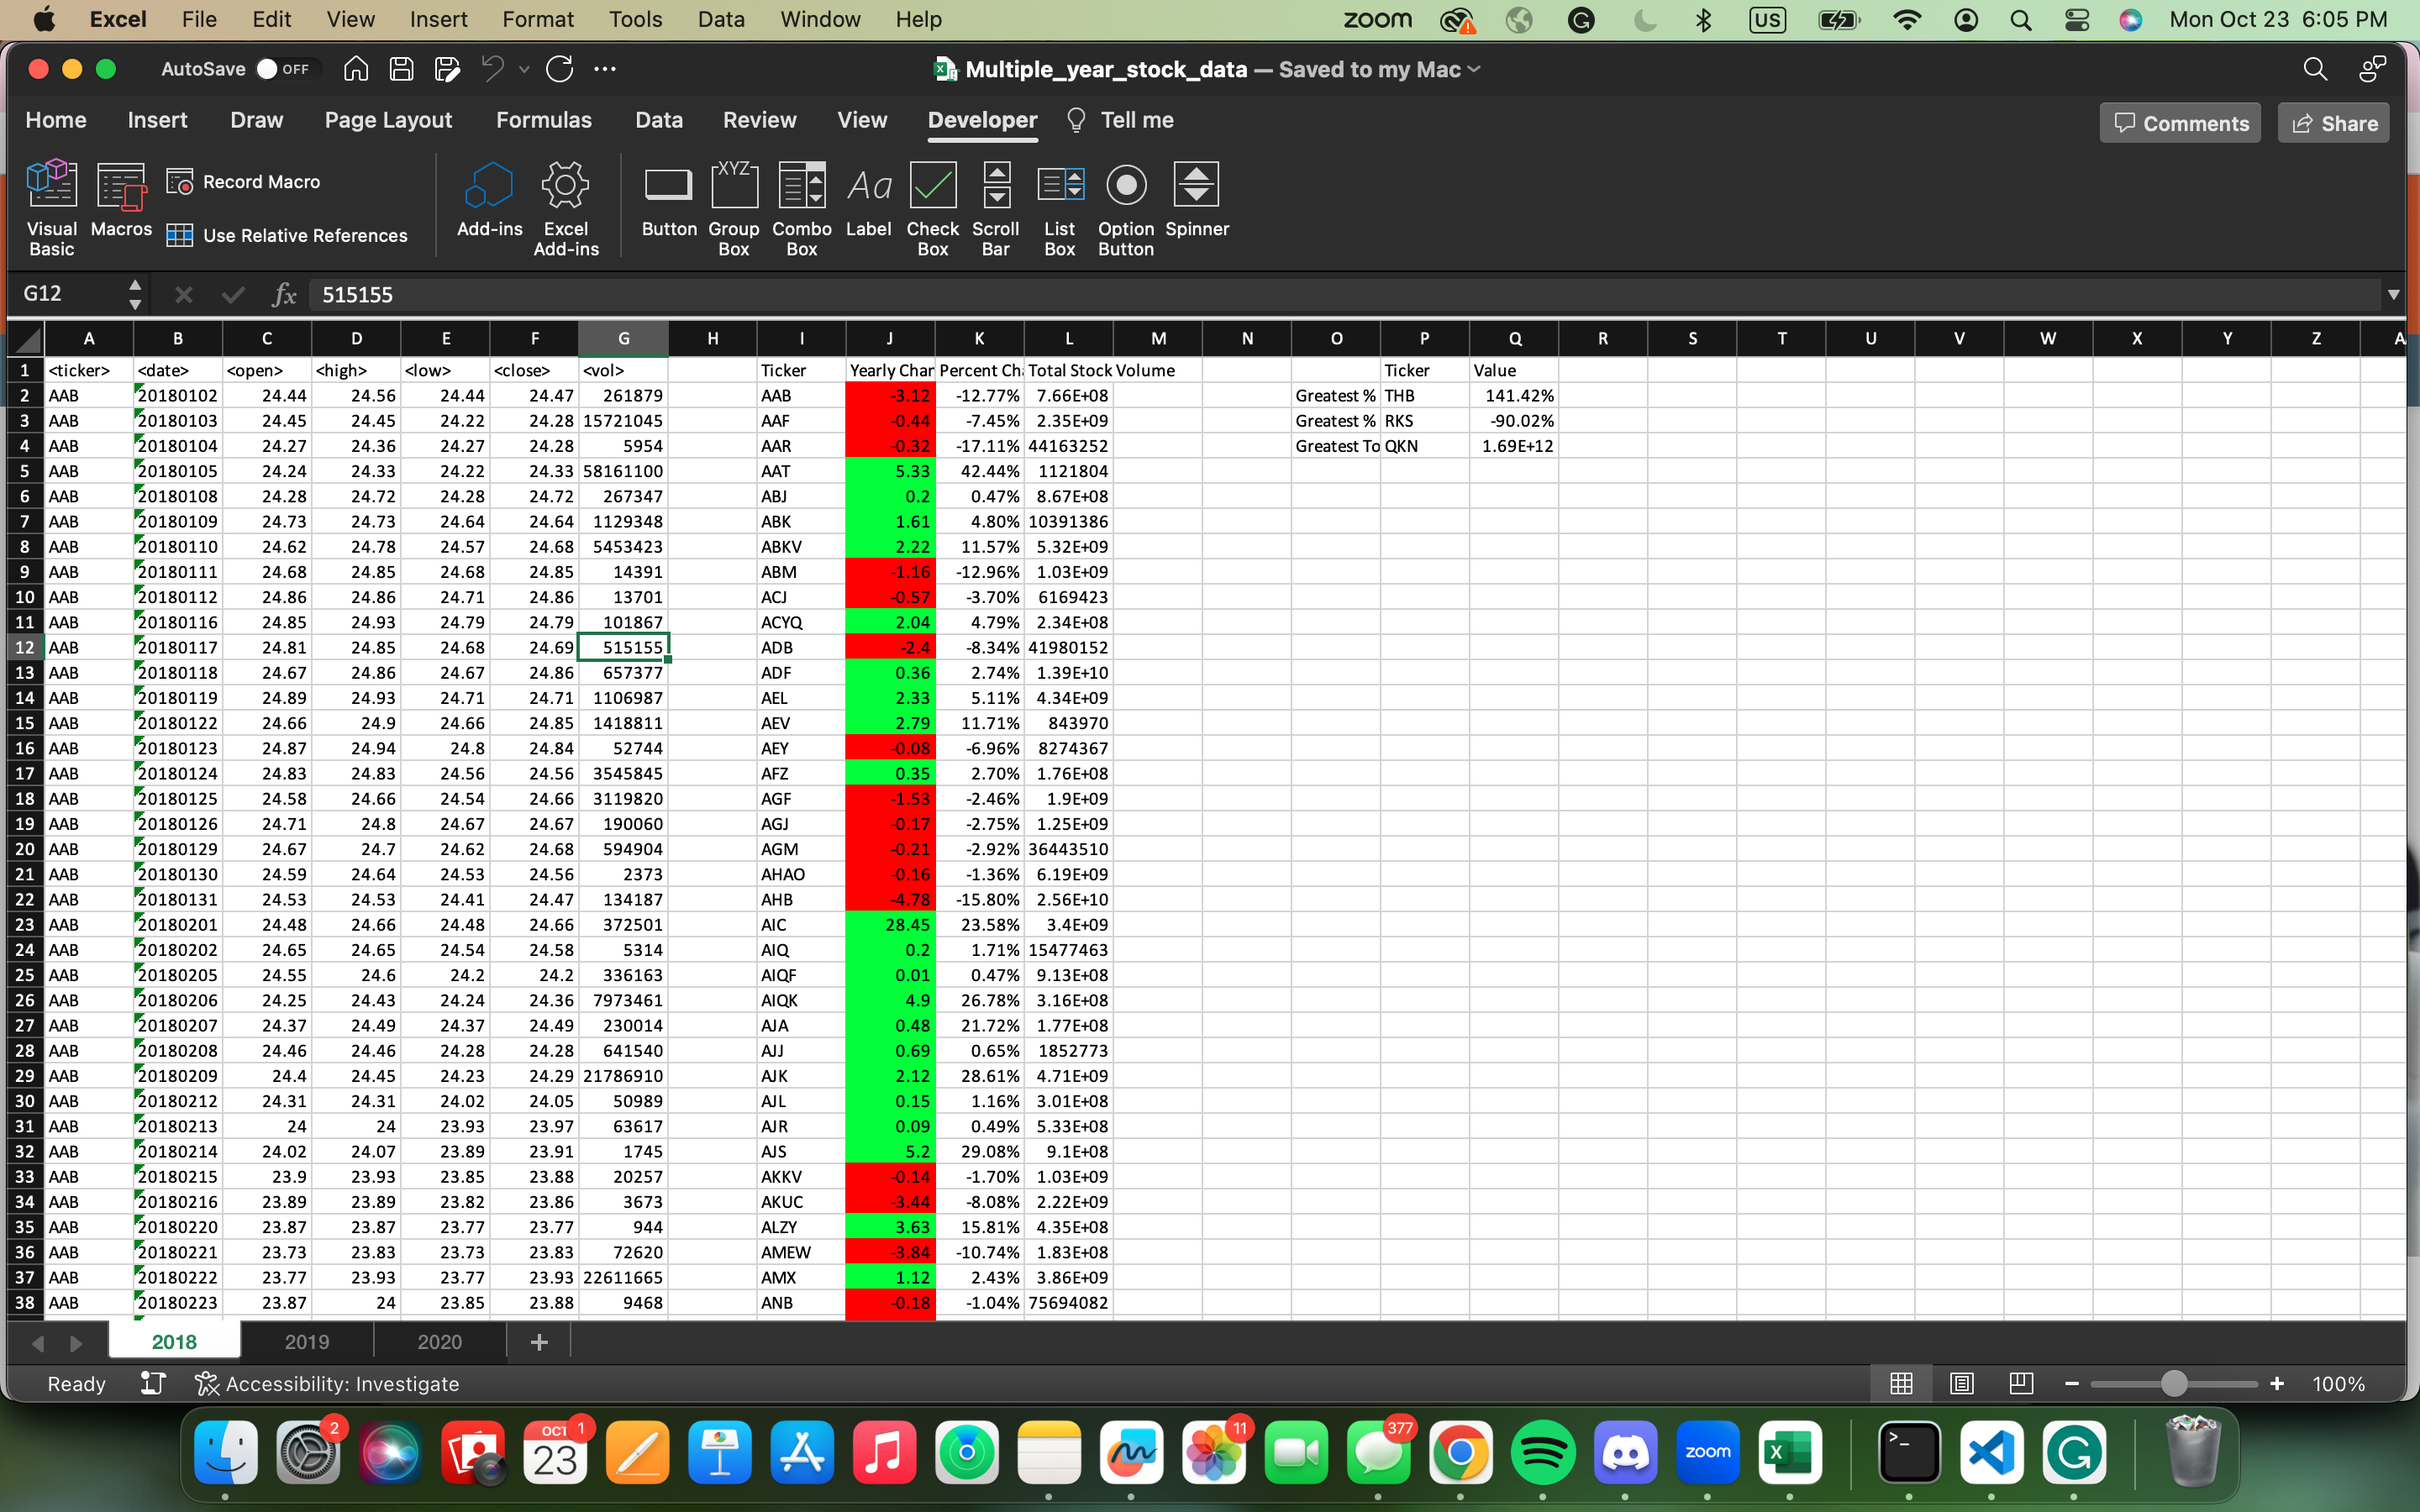 Excel File Edit View Insert Format Tools Data Window Help zoom US Mon Oct 23 6:05 PM
AutoSave OFF Multiple_year_stock_data — Saved to my Mac
Home Insert Draw Page Layout Formulas Data Review View Developer Tell me Comments Share
Visual Basic Macros Record Macro Use Relative References Add-ins Excel Add-ins Button XYZ Group Box Combo Box Aa Label Check Box Scroll Bar List Box Option Button Spinner
G12 fx 515155
A B C D E F G H I J K L M N O P Q R S T U V W X Y Z A
1 <ticker> <date> <open> <high> <low> <close> <vol> Ticker Yearly Char Percent Ch Total Stock Volume Ticker Value
2 AAB 20180102 24.44 24.56 24.44 24.47 261879 AAB -3.12 -12.77% 7.66E+08 Greatest % THB 141.42%
3 AAB 20180103 24.45 24.45 24.22 24.28 15721045 AAF -0.44 -7.45% 2.35E+09 Greatest % RKS -90.02%
4 AAB 20180104 24.27 24.36 24.27 24.28 5954 AAR -0.32 -17.11% 44163252 Greatest To QKN 1.69E+12
5 AAB 20180105 24.24 24.33 24.22 24.33 58161100 AAT 5.33 42.44% 1121804
6 AAB 20180108 24.28 24.72 24.28 24.72 267347 ABJ 0.2 0.47% 8.67E+08
7 AAB 20180109 24.73 24.73 24.64 24.64 1129348 ABK 1.61 4.80% 10391386
8 AAB 20180110 24.62 24.78 24.57 24.68 5453423 ABKV 2.22 11.57% 5.32E+09
9 AAB 20180111 24.68 24.85 24.68 24.85 14391 ABM -1.16 -12.96% 1.03E+09
10 AAB 20180112 24.86 24.86 24.71 24.86 13701 ACJ -0.57 -3.70% 6169423
11 AAB 20180116 24.85 24.93 24.79 24.79 101867 ACYQ 2.04 4.79% 2.34E+08
12 AAB 20180117 24.81 24.85 24.68 24.69 515155 ADB -2.4 -8.34% 41980152
13 AAB 20180118 24.67 24.86 24.67 24.86 657377 ADF 0.36 2.74% 1.39E+10
14 AAB 20180119 24.89 24.93 24.71 24.71 1106987 AEL 2.33 5.11% 4.34E+09
15 AAB 20180122 24.66 24.9 24.66 24.85 1418811 AEV 2.79 11.71% 843970
16 AAB 20180123 24.87 24.94 24.8 24.84 52744 AEY -0.08 -6.96% 8274367
17 AAB 20180124 24.83 24.83 24.56 24.56 3545845 AFZ 0.35 2.70% 1.76E+08
18 AAB 20180125 24.58 24.66 24.54 24.66 3119820 AGF -1.53 -2.46% 1.9E+09
19 AAB 20180126 24.71 24.8 24.67 24.67 190060 AGJ -0.17 -2.75% 1.25E+09
20 AAB 20180129 24.67 24.7 24.62 24.68 594904 AGM -0.21 -2.92% 36443510
21 AAB 20180130 24.59 24.64 24.53 24.56 2373 AHAO -0.16 -1.36% 6.19E+09
22 AAB 20180131 24.53 24.53 24.41 24.47 134187 AHB -4.78 -15.80% 2.56E+10
23 AAB 20180201 24.48 24.66 24.48 24.66 372501 AIC 28.45 23.58% 3.4E+09
24 AAB 20180202 24.65 24.65 24.54 24.58 5314 AIQ 0.2 1.71% 15477463
25 AAB 20180205 24.55 24.6 24.2 24.2 336163 AIQF 0.01 0.47% 9.13E+08
26 AAB 20180206 24.25 24.43 24.24 24.36 7973461 AIQK 4.9 26.78% 3.16E+08
27 AAB 20180207 24.37 24.49 24.37 24.49 230014 AJA 0.48 21.72% 1.77E+08
28 AAB 20180208 24.46 24.46 24.28 24.28 641540 AJJ 0.69 0.65% 1852773
29 AAB 20180209 24.4 24.45 24.23 24.29 21786910 AJK 2.12 28.61% 4.71E+09
30 AAB 20180212 24.31 24.31 24.02 24.05 50989 AJL 0.15 1.16% 3.01E+08
31 AAB 20180213 24 24 23.93 23.97 63617 AJR 0.09 0.49% 5.33E+08
32 AAB 20180214 24.02 24.07 23.89 23.91 1745 AJS 5.2 29.08% 9.1E+08
33 AAB 20180215 23.9 23.93 23.85 23.88 20257 AKKV -0.14 -1.70% 1.03E+09
34 AAB 20180216 23.89 23.89 23.82 23.86 3673 AKUC -3.44 -8.08% 2.22E+09
35 AAB 20180220 23.87 23.87 23.77 23.77 944 ALZY 3.63 15.81% 4.35E+08
36 AAB 20180221 23.73 23.83 23.73 23.83 72620 AMEW -3.84 -10.74% 1.83E+08
37 AAB 20180222 23.77 23.93 23.77 23.93 22611665 AMX 1.12 2.43% 3.86E+09
38 AAB 20180223 23.87 24 23.85 23.88 9468 ANB -0.18 -1.04% 75694082
2018 2019 2020 +
Ready Accessibility: Investigate 100%
2 OCT 23 1 11 377 zoom X >_